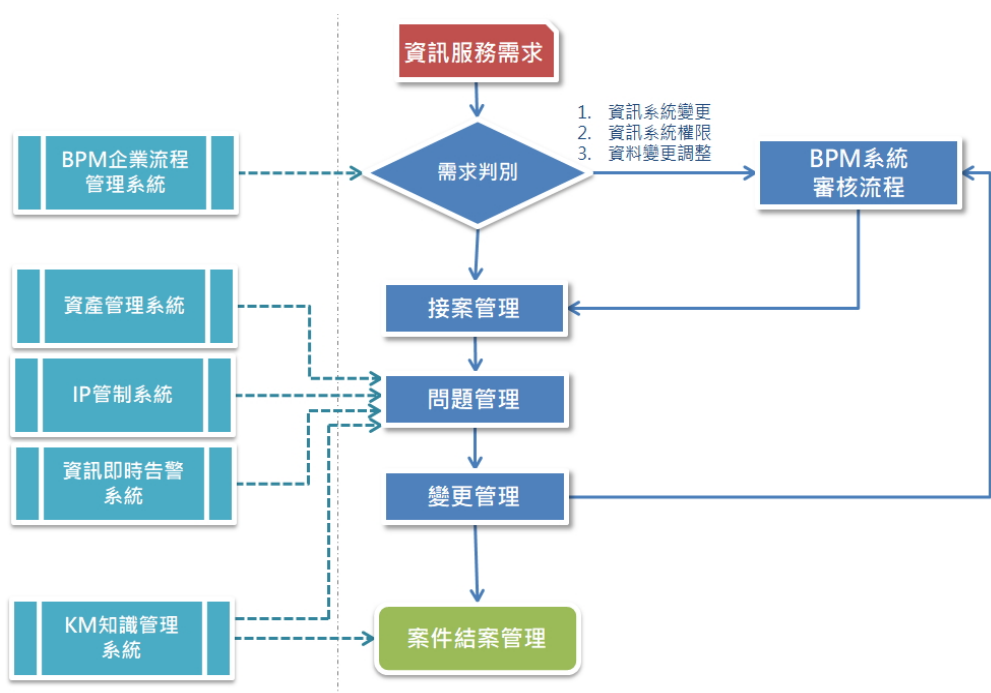 資訊服務需求
1. 資訊系統變更
2. 資訊系統權限
3. 資料變更調整
BPM企業流程
管理系統
需求判別
BPM系統
審核流程
資產管理系統
接案管理
IP管制系統
問題管理
資訊即時告警
系統
變更管理
KM知識管理
系統
案件結案管理